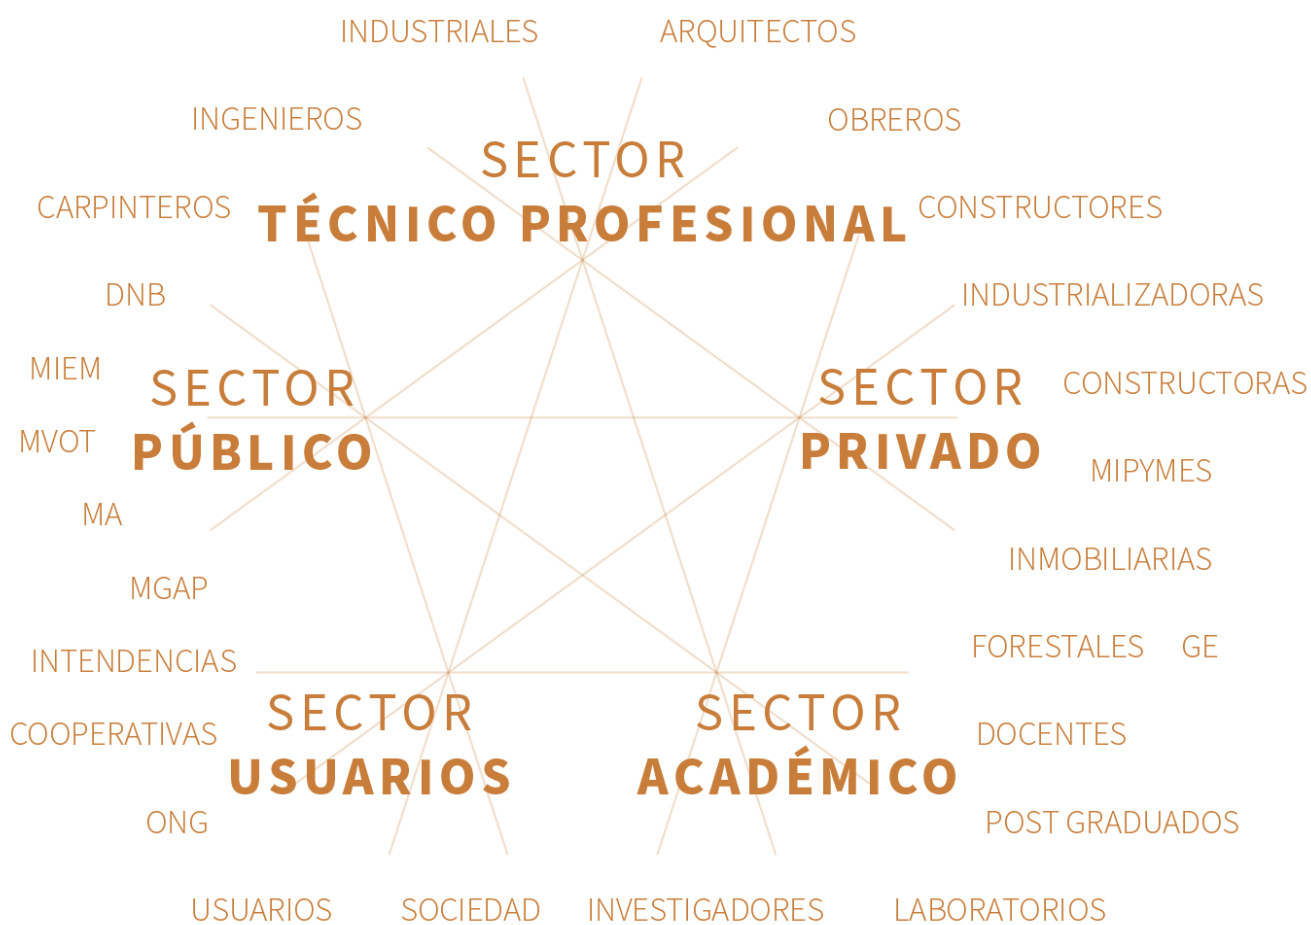 INDUSTRIALES
ARQUITECTOS
INGENIEROS
OBREROS
SECTOR
TÉCNICO PROFESIONAL
CARPINTEROS
CONSTRUCTORES
DNB
INDUSTRIALIZADORAS
MIEM
SECTOR
PÚBLICO
SECTOR
PRIVADO
CONSTRUCTORAS
MVOT
MIPYMES
MA
INMOBILIARIAS
MGAP
INTENDENCIAS
FORESTALES GE
SECTOR
USUARIOS
SECTOR
ACADÉMICO
COOPERATIVAS
DOCENTES
ONG
POST GRADUADOS
USUARIOS
SOCIEDAD
INVESTIGADORES
LABORATORIOS